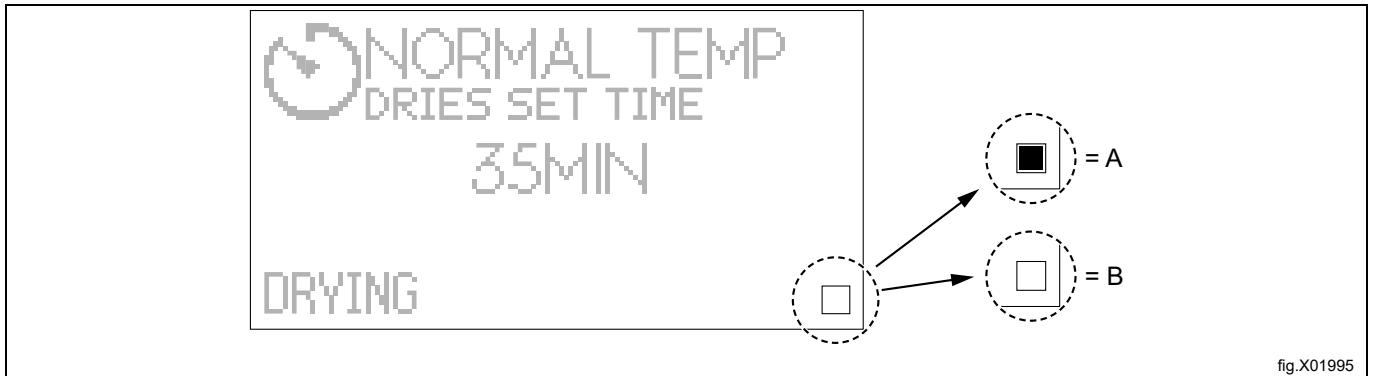 NORMAL TEMP
DRIES SET TIME
35MIN
DRYING
= A
= B
fig.X01995